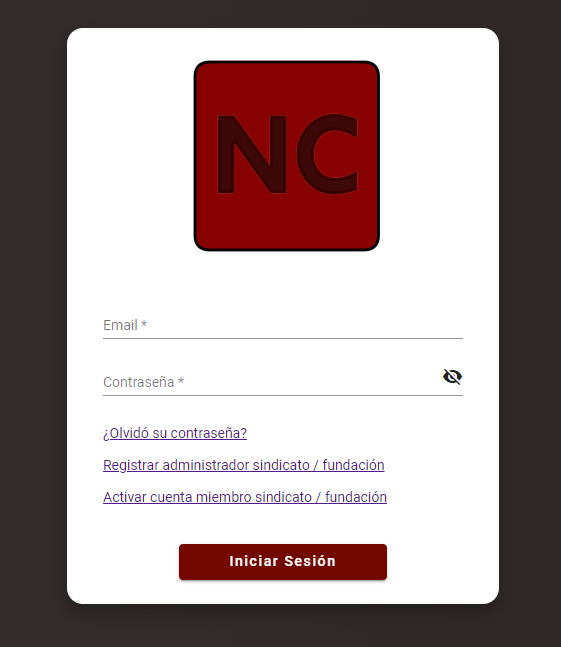 NC
Email *
Contraseña *
¿Olvidó su contraseña?
Registrar administrador sindicato / fundación
Activar cuenta miembro sindicato / fundación
Iniciar Sesión